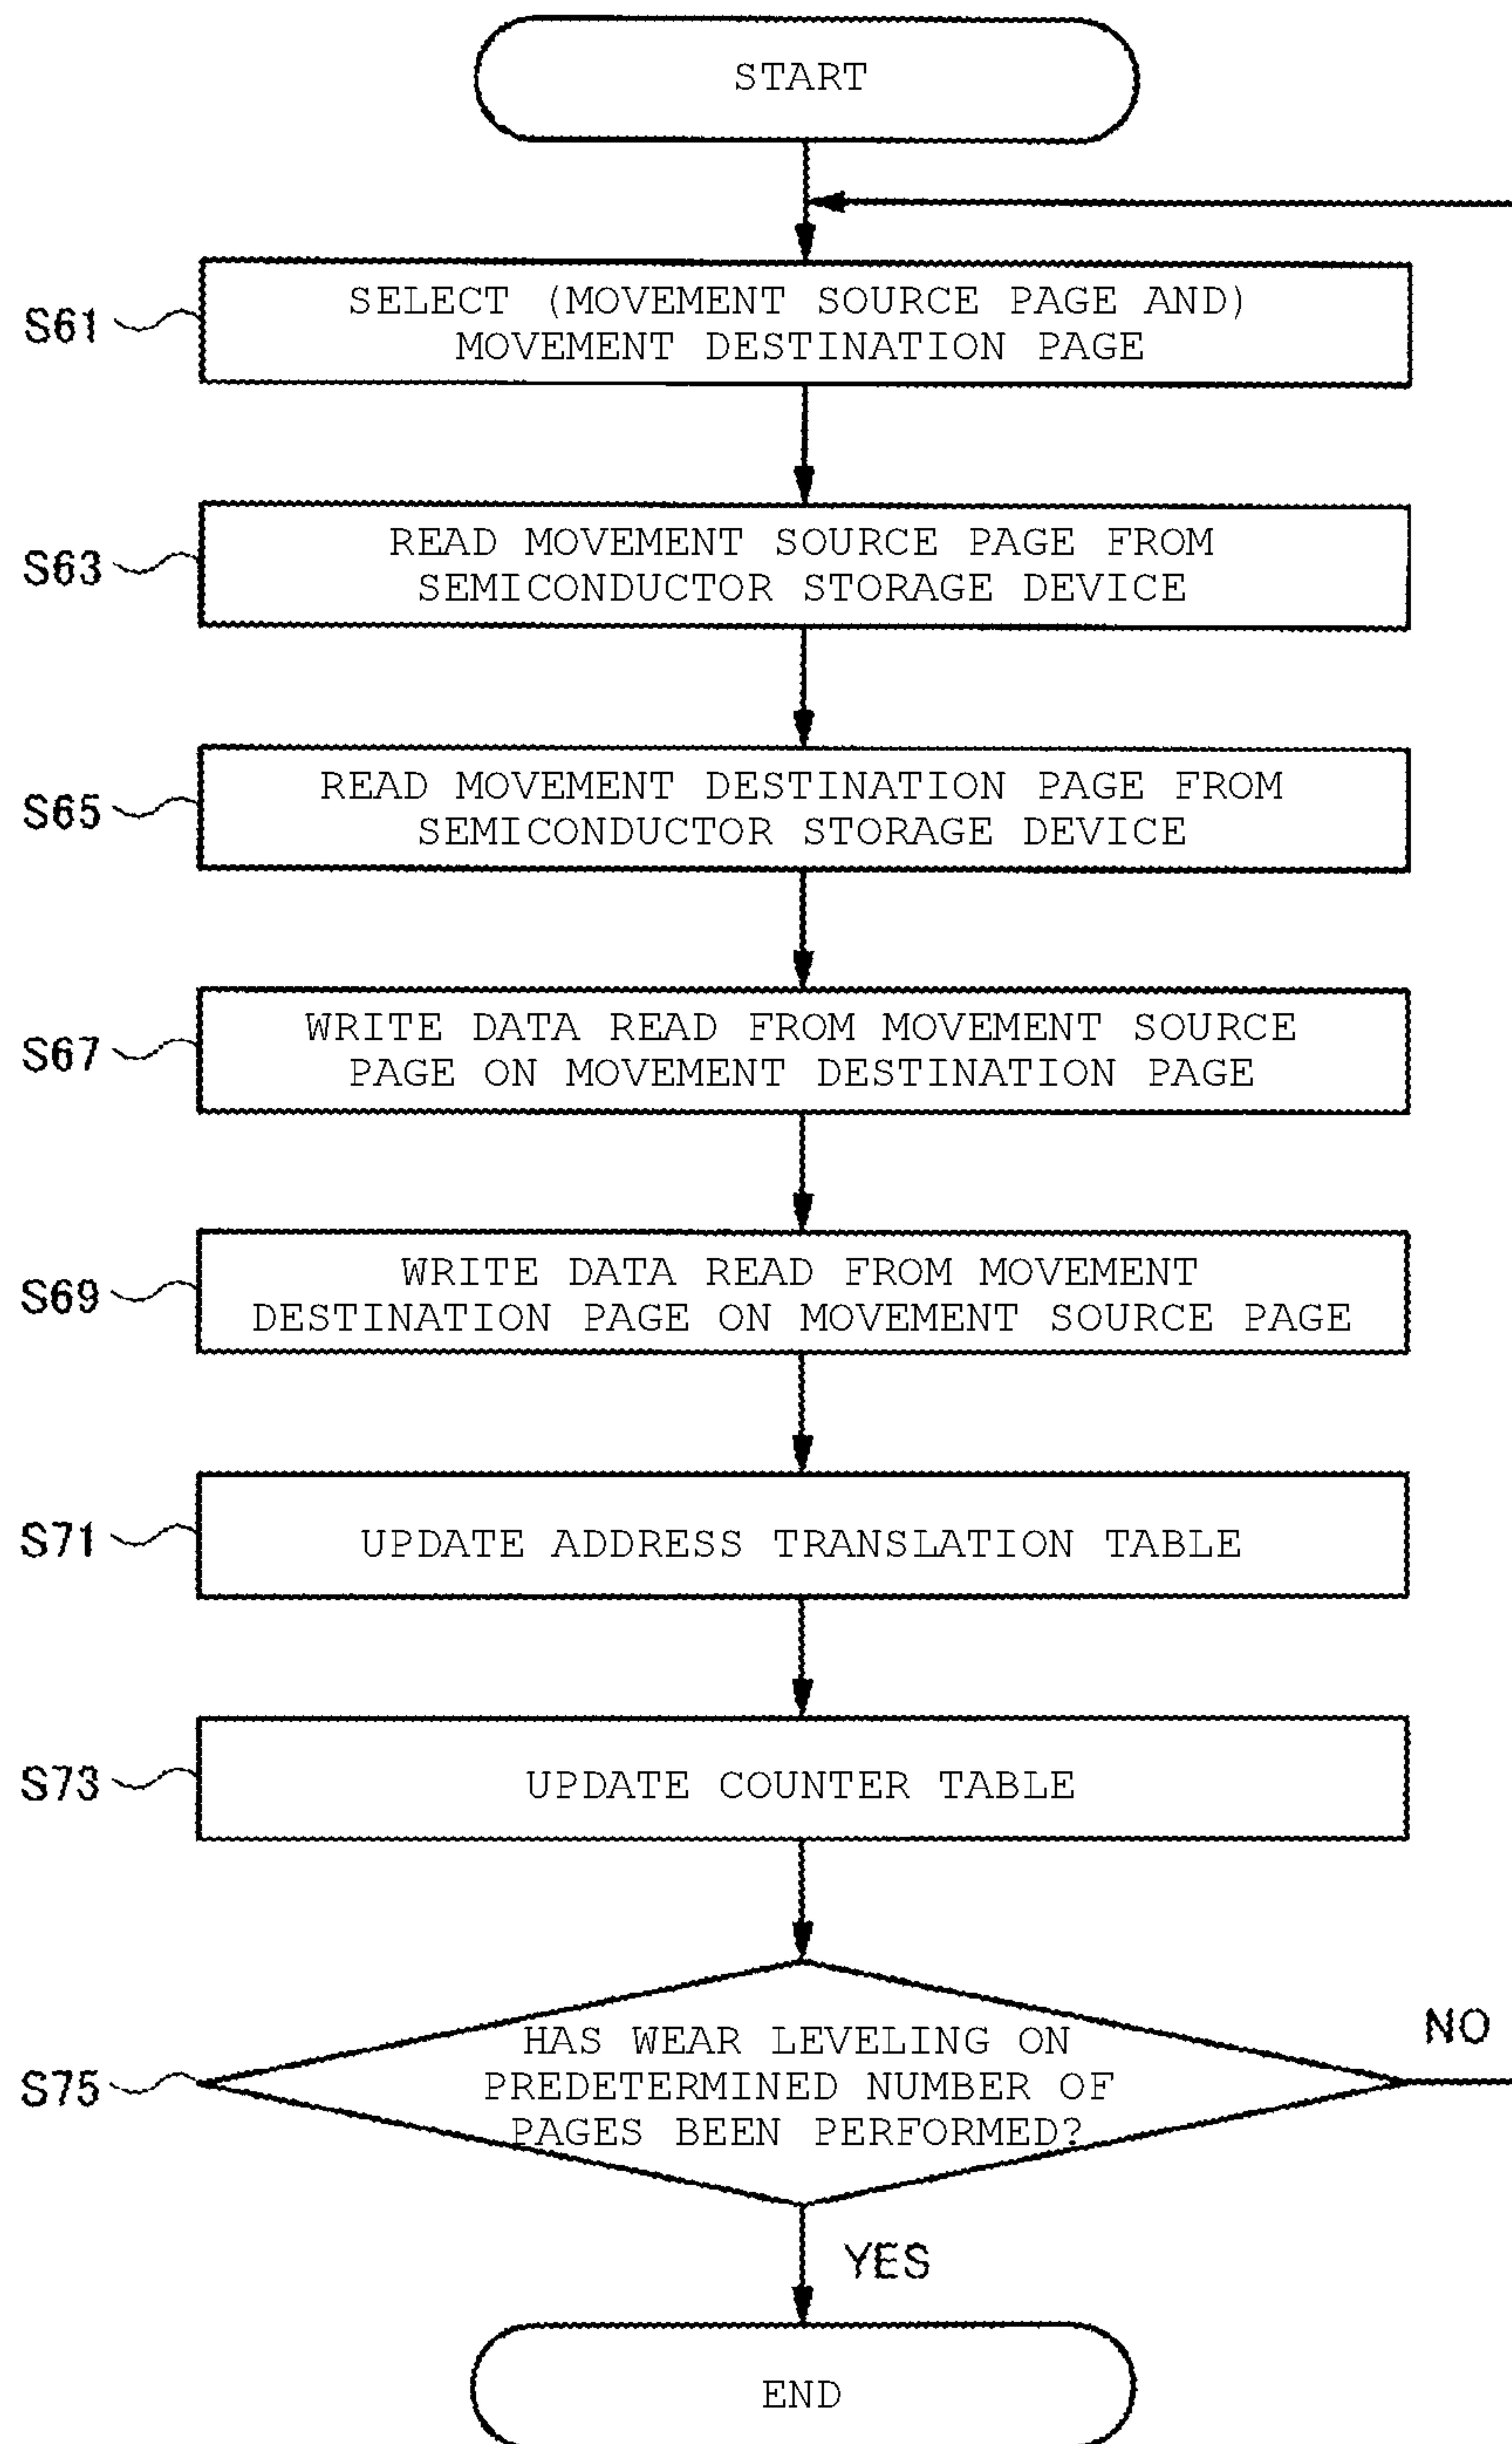 START
S61
SELECT (MOVEMENT SOURCE PAGE AND)
MOVEMENT DESTINATION PAGE
S63
READ MOVEMENT SOURCE PAGE FROM
SEMICONDUCTOR STORAGE DEVICE
S65
READ MOVEMENT DESTINATION PAGE FROM
SEMICONDUCTOR STORAGE DEVICE
S67
WRITE DATA READ FROM MOVEMENT SOURCE
PAGE ON MOVEMENT DESTINATION PAGE
S69
WRITE DATA READ FROM MOVEMENT
DESTINATION PAGE ON MOVEMENT SOURCE PAGE
S71
UPDATE ADDRESS TRANSLATION TABLE
S73
UPDATE COUNTER TABLE
S75
HAS WEAR LEVELING ON
PREDETERMINED NUMBER OF
PAGES BEEN PERFORMED?
NO
YES
END